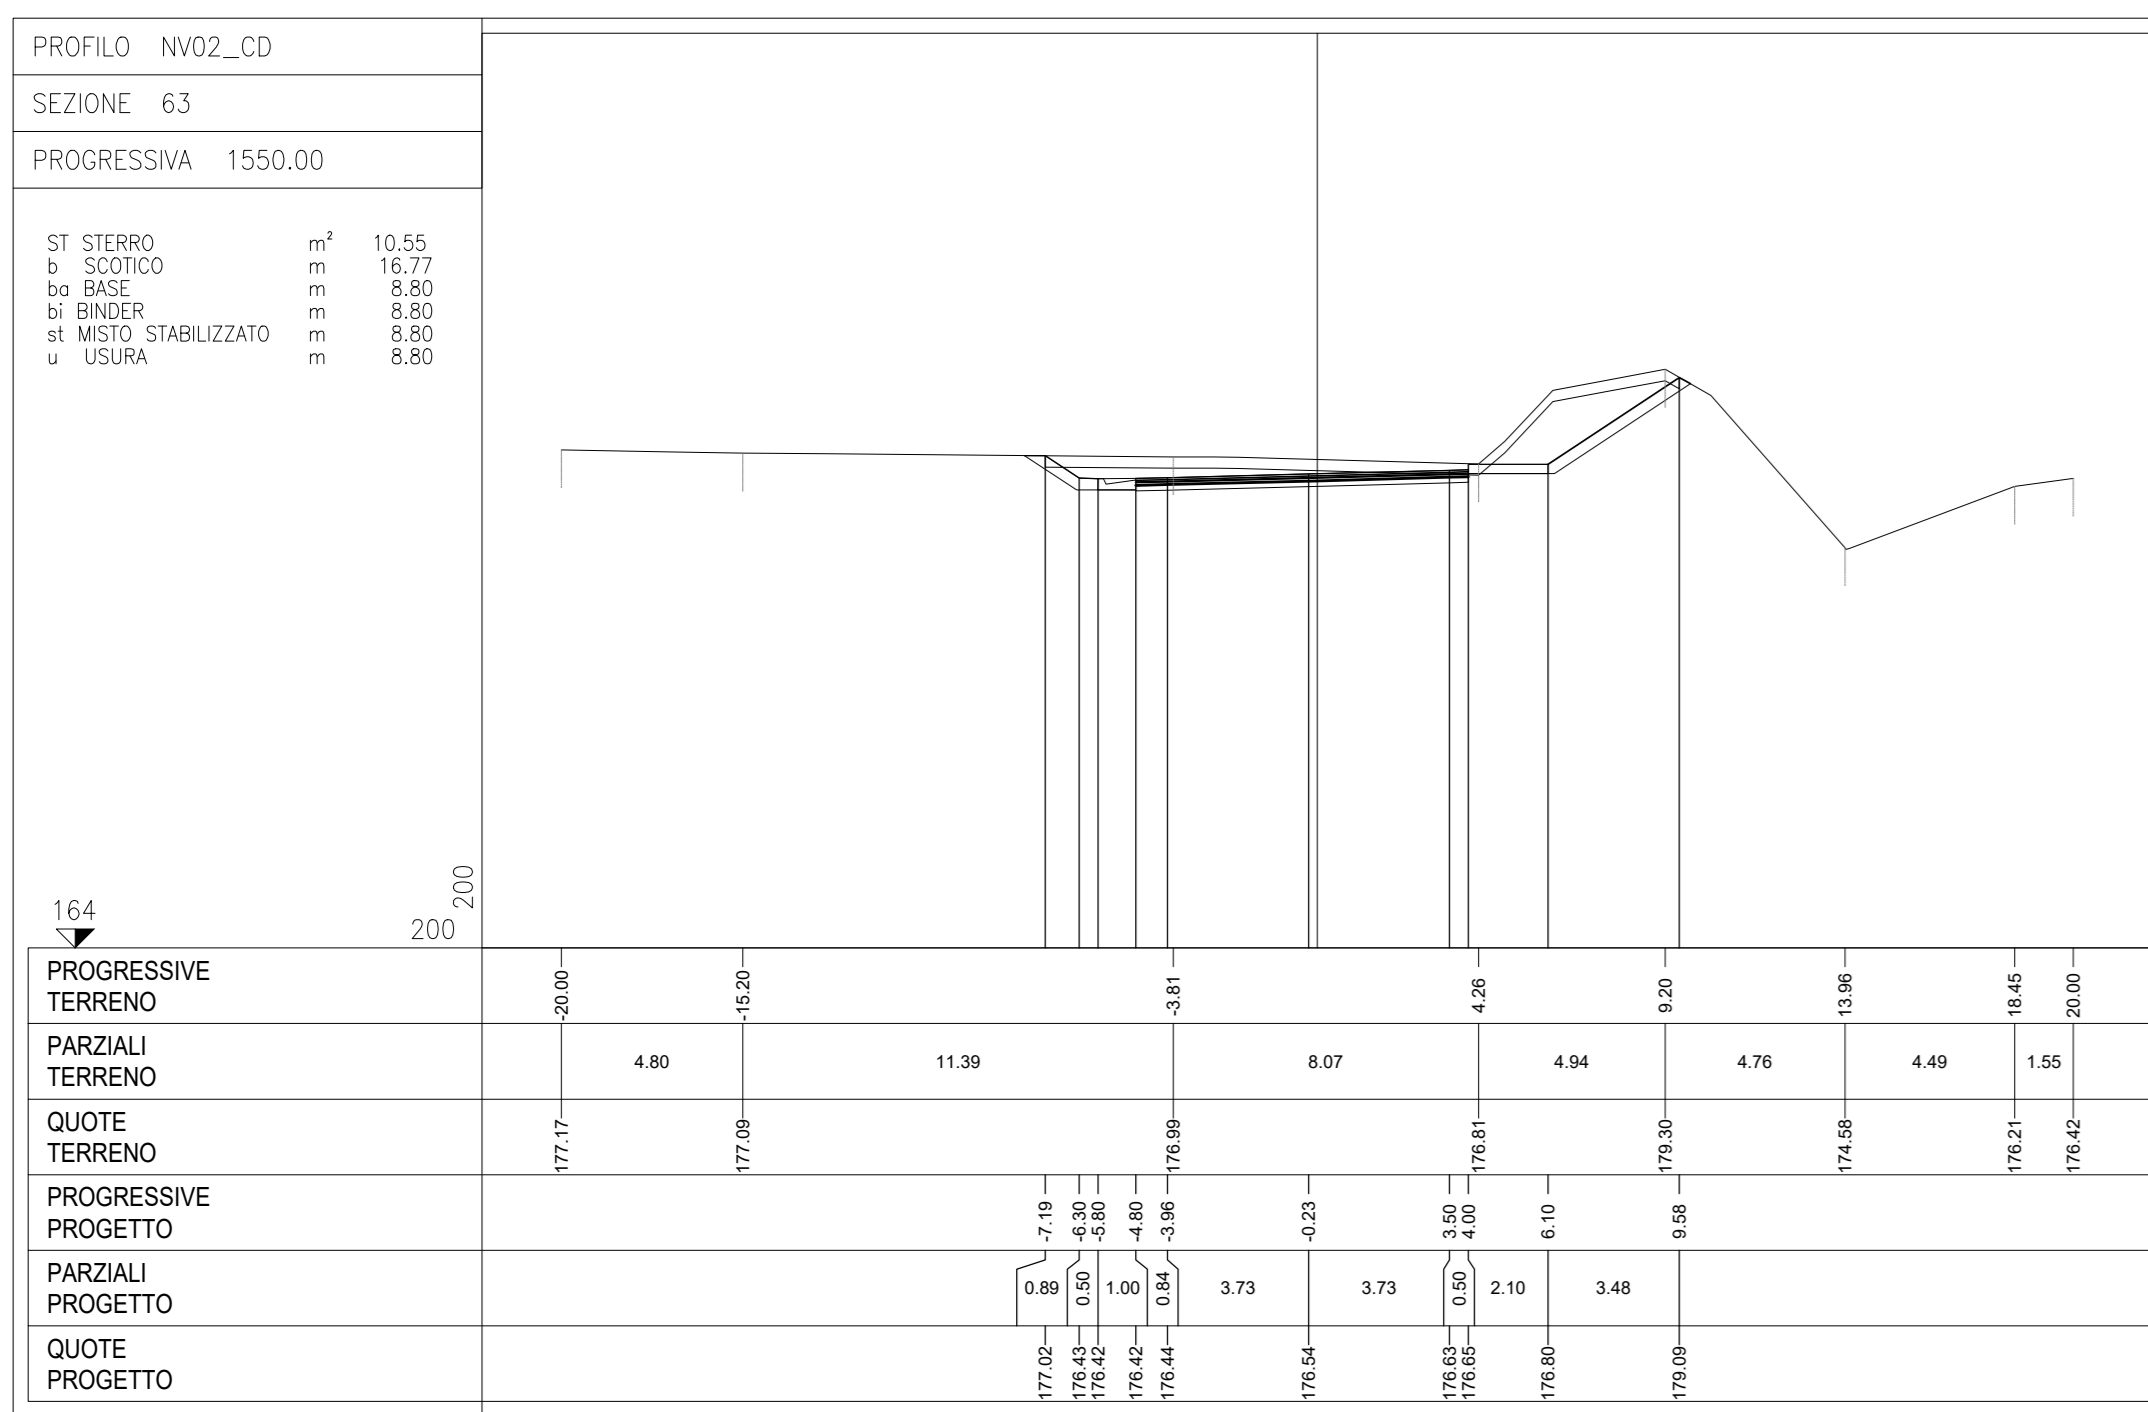 PROFILO NV02_CD
SEZIONE 63
PROGRESSIVA 1550.00
ST STERRO m² 10.55
b SCOTICO m 16.77
ba BASE m 8.80
bi BINDER m 8.80
st MISTO STABILIZZATO m 8.80
u USURA m 8.80
164
200
200
PROGRESSIVE
TERRENO
-20.00 -15.20 -3.81 4.26 9.20 13.96 18.45 20.00
PARZIALI
TERRENO
4.80 11.39 8.07 4.94 4.76 4.49 1.55
QUOTE
TERRENO
177.17 177.09 176.99 176.81 179.30 174.58 176.21 176.42
PROGRESSIVE
PROGETTO
-7.19 -6.30 -5.80 -4.80 -3.96 -0.23 3.50 4.00 6.10 9.58
PARZIALI
PROGETTO
0.89 0.50 1.00 0.84 3.73 3.73 0.50 2.10 3.48
QUOTE
PROGETTO
177.02 176.43 176.42 176.42 176.44 176.54 176.63 176.65 176.80 179.09